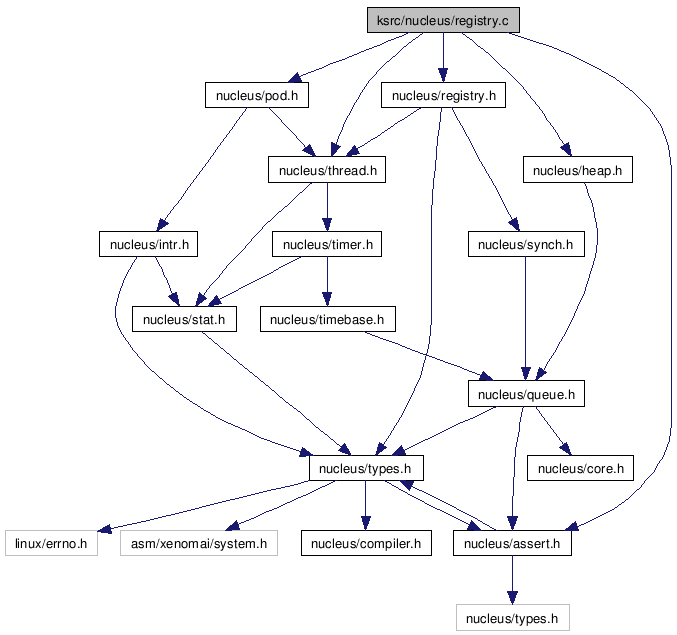 ksrc/nucleus/registry.c
nucleus/pod.h
nucleus/registry.h
nucleus/thread.h
nucleus/heap.h
nucleus/intr.h
nucleus/timer.h
nucleus/synch.h
nucleus/stat.h
nucleus/timebase.h
nucleus/queue.h
nucleus/types.h
nucleus/core.h
linux/errno.h
asm/xenomai/system.h
nucleus/compiler.h
nucleus/assert.h
nucleus/types.h